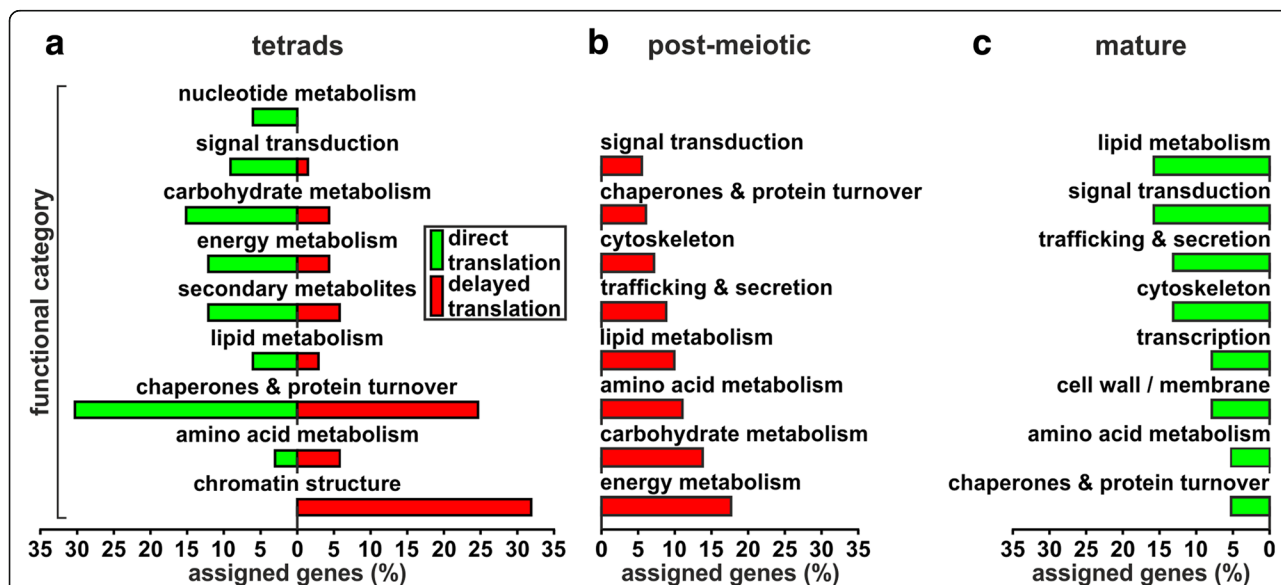 a
tetrads
functional category
nucleotide metabolism
signal transduction
carbohydrate metabolism
energy metabolism
secondary metabolites
lipid metabolism
chaperones & protein turnover
amino acid metabolism
chromatin structure
35 30 25 20 15 10 5 0 5 10 15 20 25 30 35
assigned genes (%)
direct
translation
delayed
translation
b
post-meiotic
signal transduction
chaperones & protein turnover
cytoskeleton
trafficking & secretion
lipid metabolism
amino acid metabolism
carbohydrate metabolism
energy metabolism
0 5 10 15 20 25 30 35
assigned genes (%)
c
mature
lipid metabolism
signal transduction
trafficking & secretion
cytoskeleton
transcription
cell wall / membrane
amino acid metabolism
chaperones & protein turnover
35 30 25 20 15 10 5 0
assigned genes (%)